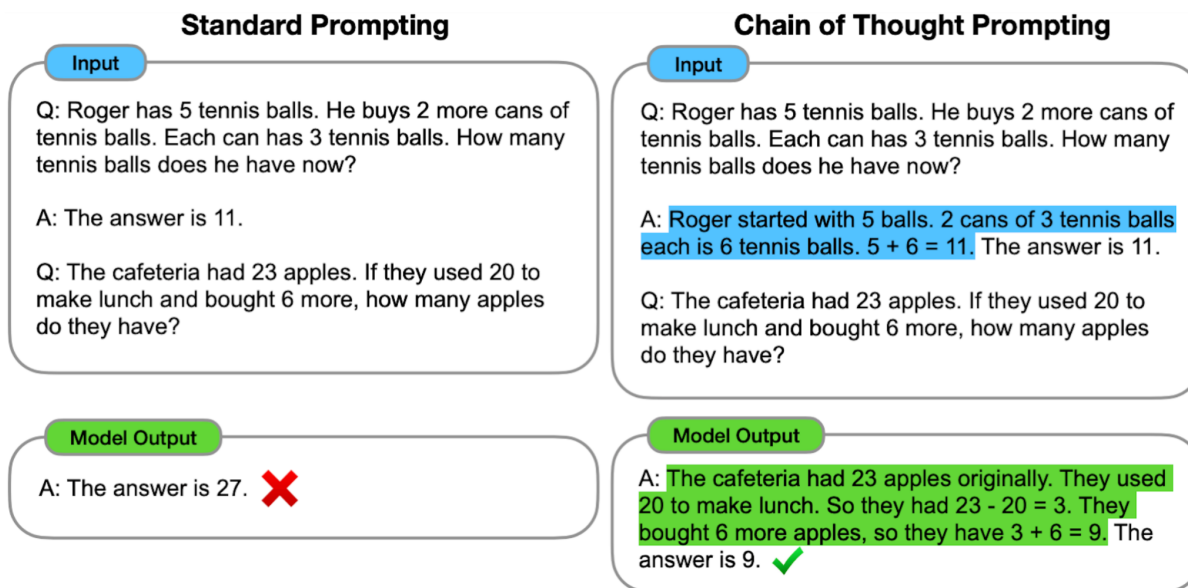 Standard Prompting
Input
Q: Roger has 5 tennis balls. He buys 2 more cans of
tennis balls. Each can has 3 tennis balls. How many
tennis balls does he have now?
A: The answer is 11.
Q: The cafeteria had 23 apples. If they used 20 to
make lunch and bought 6 more, how many apples
do they have?
Model Output
A: The answer is 27.
Chain of Thought Prompting
Input
Q: Roger has 5 tennis balls. He buys 2 more cans of
tennis balls. Each can has 3 tennis balls. How many
tennis balls does he have now?
A: Roger started with 5 balls. 2 cans of 3 tennis balls
each is 6 tennis balls. 5 + 6 = 11. The answer is 11.
Q: The cafeteria had 23 apples. If they used 20 to
make lunch and bought 6 more, how many apples
do they have?
Model Output
A: The cafeteria had 23 apples originally. They used
20 to make lunch. So they had 23 - 20 = 3. They
bought 6 more apples, so they have 3 + 6 = 9. The
answer is 9.